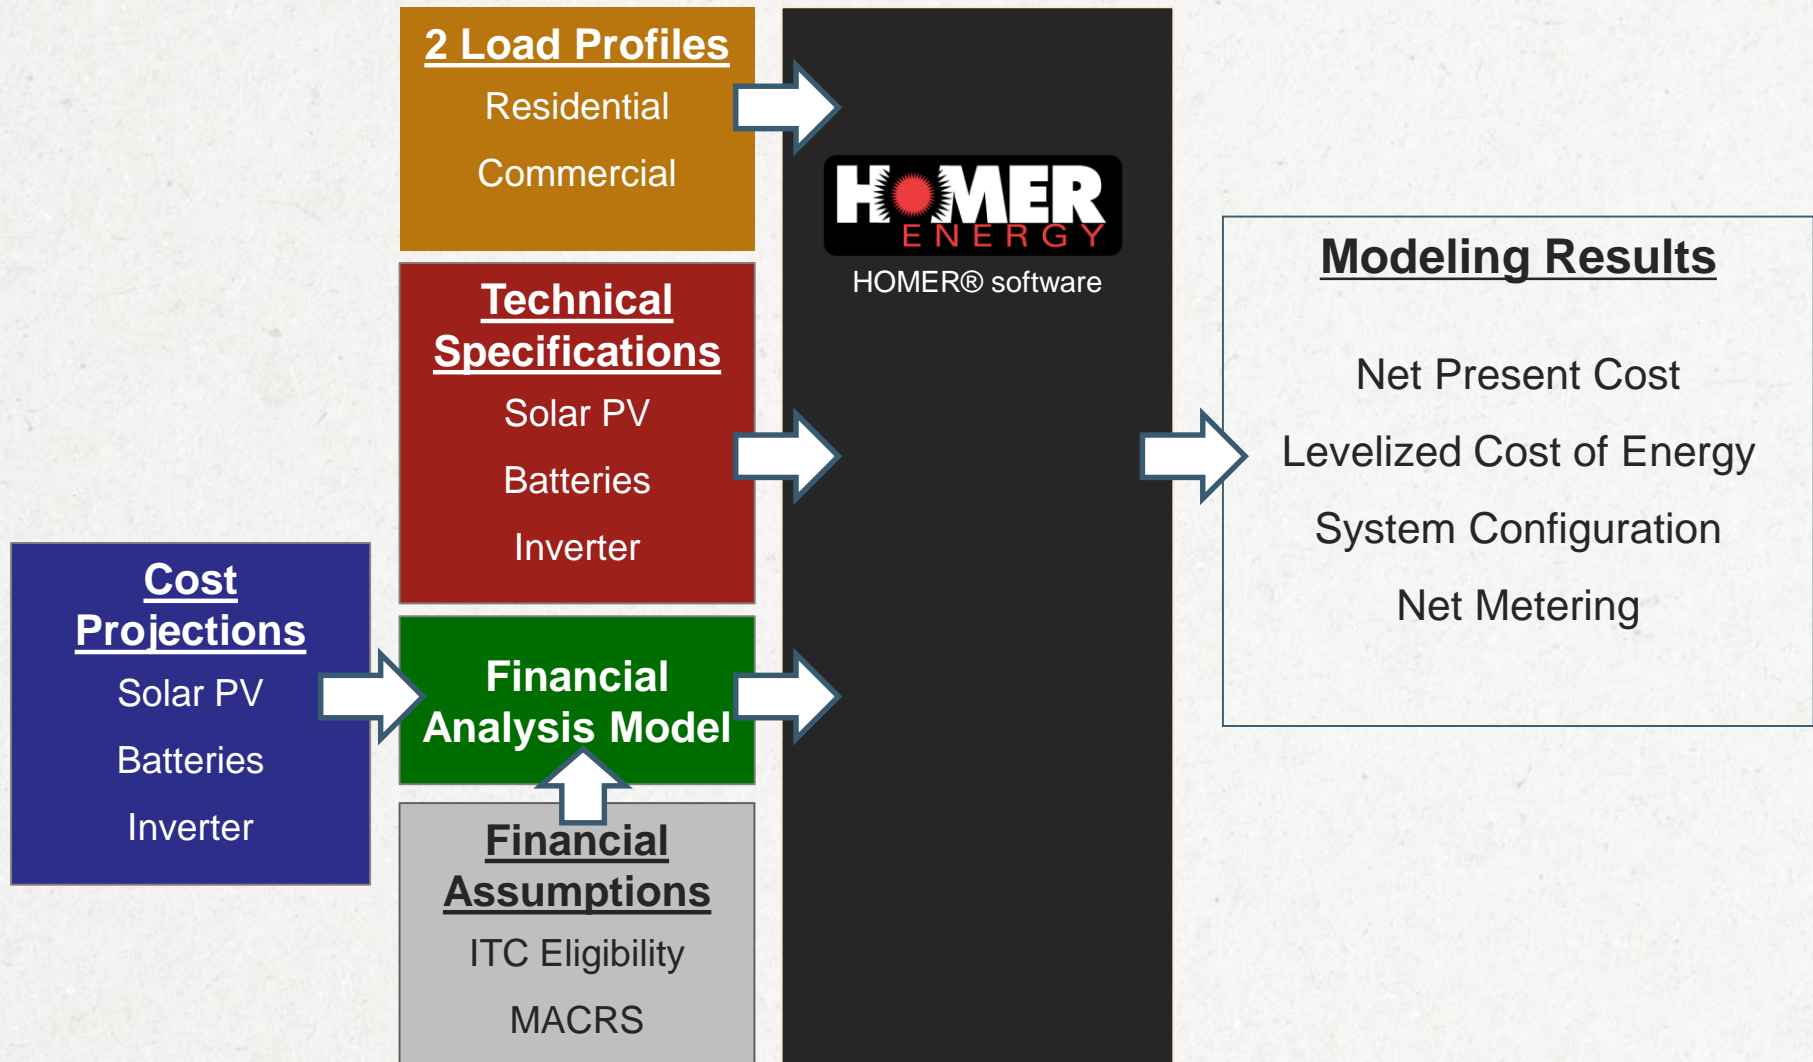 2 Load Profiles
Residential
Commercial
Technical
Specifications
Solar PV
Batteries
Inverter
Cost
Projections
Solar PV
Batteries
Inverter
Financial
Analysis Model
Financial
Assumptions
ITC Eligibility
MACRS
HOMER
ENERGY
HOMER® software
Modeling Results
Net Present Cost
Levelized Cost of Energy
System Configuration
Net Metering